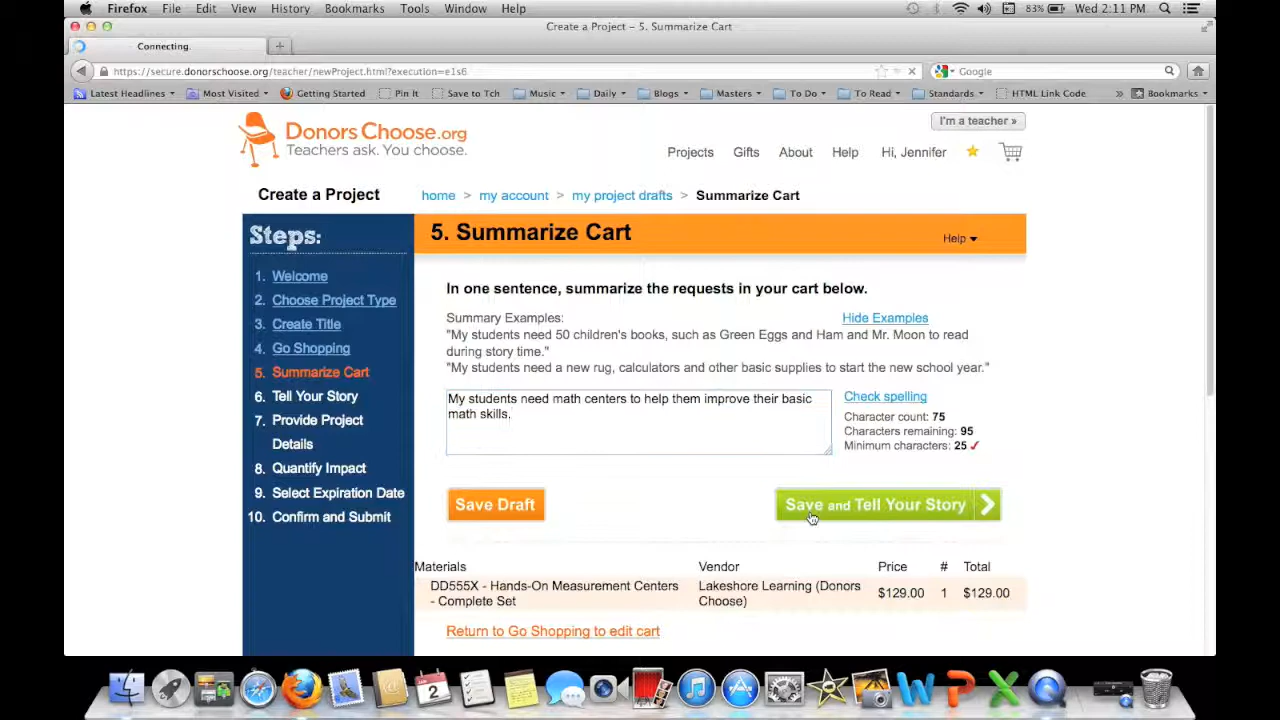 Firefox File Edit View History Bookmarks Tools Window Help 83% Wed 2:11 PM
Create a Project – 5. Summarize Cart
Connecting.
https://secure.donorschoose.org/teacher/newProject.html?execution=e1s6 Google
Latest Headlines Most Visited Getting Started Pin It Save to Tch Music Daily Blogs Masters To Do To Read Standards HTML Link Code » Bookmarks
I'm a teacher »
DonorsChoose.org
Teachers ask. You choose.
Projects Gifts About Help Hi, Jennifer
Create a Project home > my account > my project drafts > Summarize Cart
Steps:
1. Welcome
2. Choose Project Type
3. Create Title
4. Go Shopping
5. Summarize Cart
6. Tell Your Story
7. Provide Project
Details
8. Quantify Impact
9. Select Expiration Date
10. Confirm and Submit
5. Summarize Cart
Help
In one sentence, summarize the requests in your cart below.
Summary Examples: Hide Examples
"My students need 50 children's books, such as Green Eggs and Ham and Mr. Moon to read
during story time."
"My students need a new rug, calculators and other basic supplies to start the new school year."
My students need math centers to help them improve their basic
math skills.
Check spelling
Character count: 75
Characters remaining: 95
Minimum characters: 25 ✓
Save Draft
Save and Tell Your Story
Materials Vendor Price # Total
DD555X - Hands-On Measurement Centers Lakeshore Learning (Donors $129.00 1 $129.00
- Complete Set Choose)
Return to Go Shopping to edit cart
2